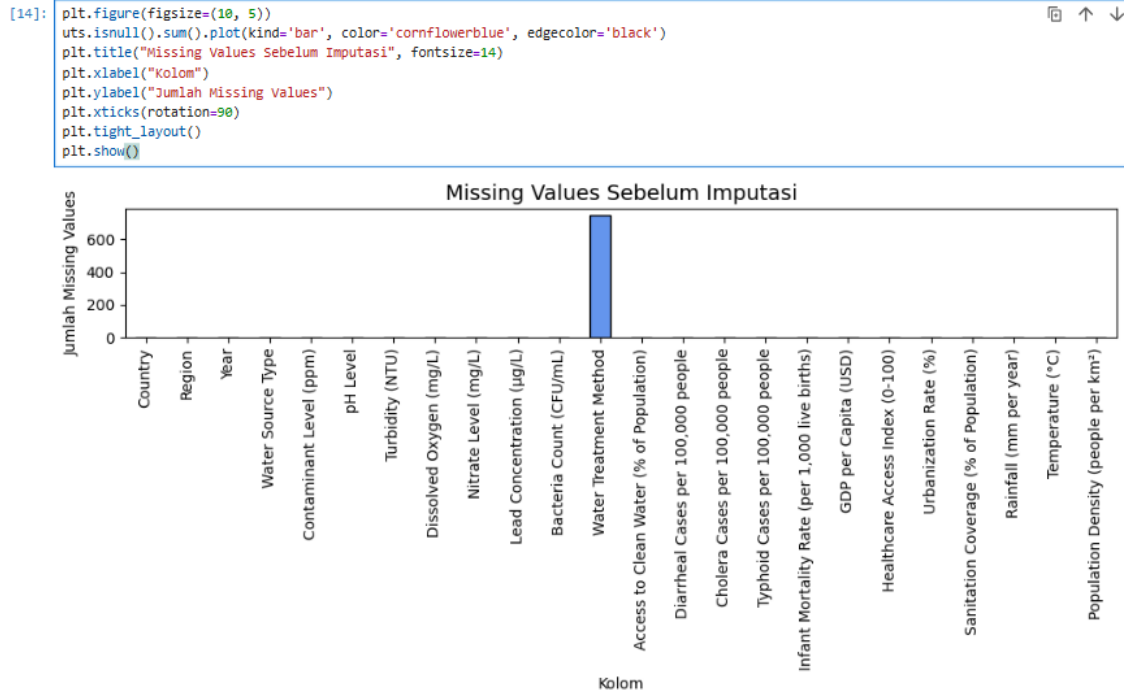 [14]: plt.figure(figsize=(10, 5))
uts.isnull().sum().plot(kind='bar', color='cornflowerblue', edgecolor='black')
plt.title("Missing Values Sebelum Imputasi", fontsize=14)
plt.xlabel("Kolom")
plt.ylabel("Jumlah Missing Values")
plt.xticks(rotation=90)
plt.tight_layout()
plt.show()
Missing Values Sebelum Imputasi
Jumlah Missing Values
600
400
200
0
Country
Region
Year
Water Source Type
Contaminant Level (ppm)
pH Level
Turbidity (NTU)
Dissolved Oxygen (mg/L)
Nitrate Level (mg/L)
Lead Concentration (µg/L)
Bacteria Count (CFU/mL)
Water Treatment Method
Access to Clean Water (% of Population)
Diarrheal Cases per 100,000 people
Cholera Cases per 100,000 people
Typhoid Cases per 100,000 people
Infant Mortality Rate (per 1,000 live births)
GDP per Capita (USD)
Healthcare Access Index (0-100)
Urbanization Rate (%)
Sanitation Coverage (% of Population)
Rainfall (mm per year)
Temperature (°C)
Population Density (people per km²)
Kolom